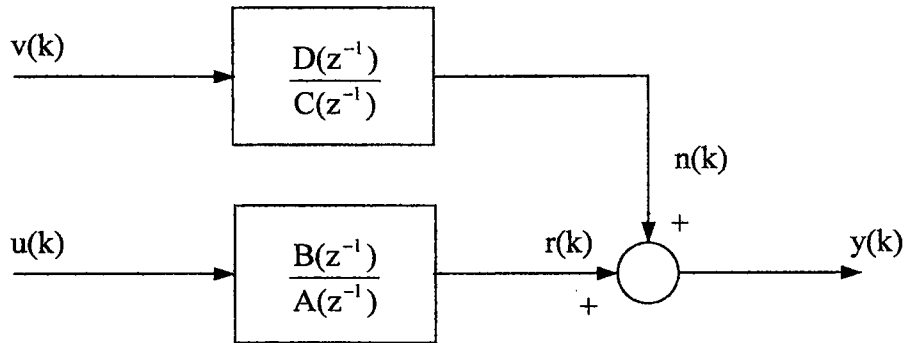 v(k)
D(z⁻¹)
C(z⁻¹)
n(k)
+
u(k)
B(z⁻¹)
A(z⁻¹)
r(k)
+
y(k)